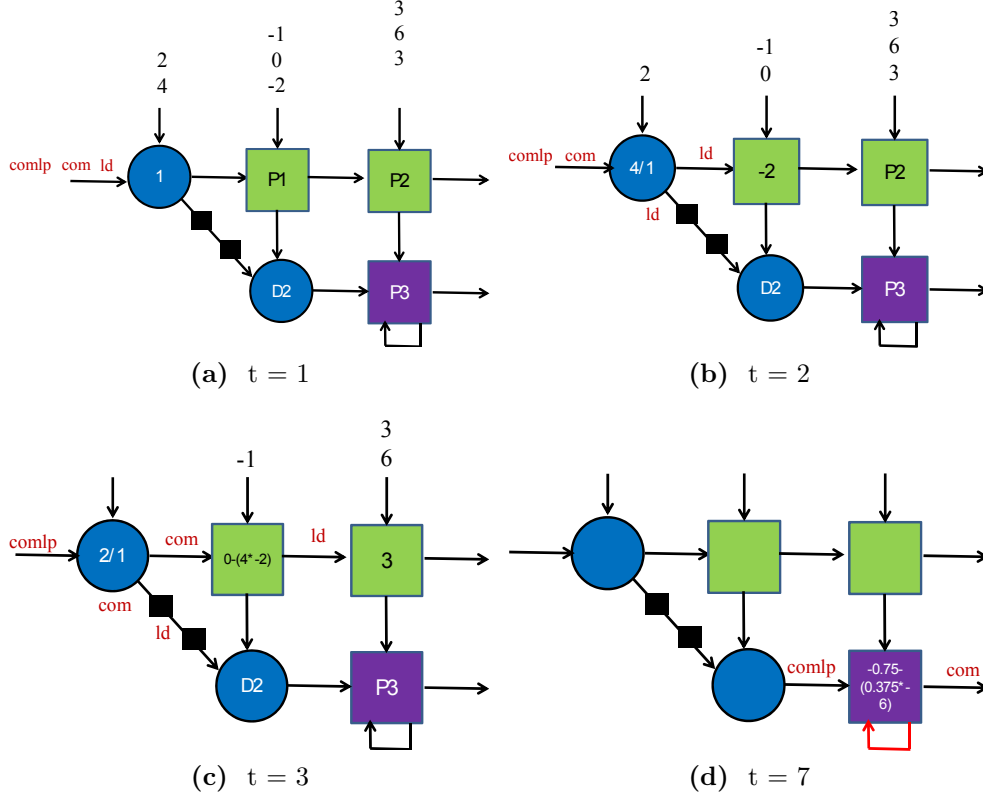 3
6
3
-1
0
-2
2
4
comlp com ld
1
P1
P2
D2
P3
(a) t = 1
3
6
3
-1
0
2
comlp com
4/1
ld
-2
P2
ld
D2
P3
(b) t = 2
3
6
-1
comlp
2/1
com
0-(4*-2)
ld
3
com
ld
D2
P3
(c) t = 3
comlp
-0.75-
(0.375*-
6)
com
(d) t = 7